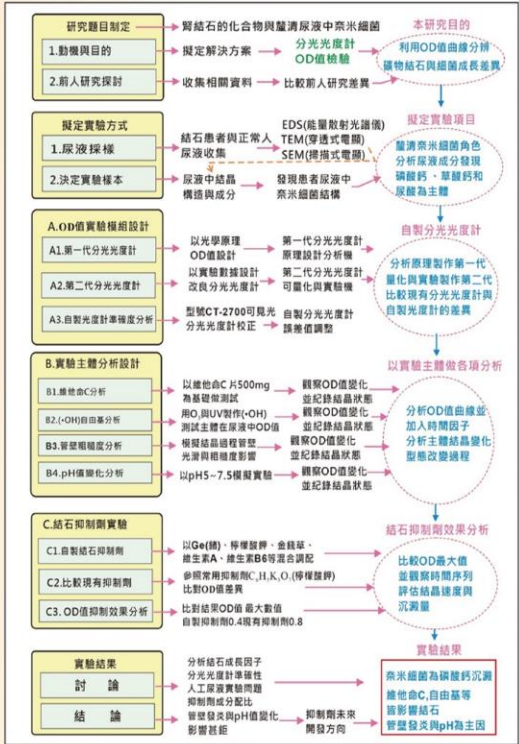 研究題目制定
腎結石的化合物與釐清尿液中奈米細菌
本研究目的
1.動機與目的
擬定解決方案
分光光度計
OD值檢驗
利用OD值曲線分辨
礦物結石與細菌成長差異
2.前人研究探討
收集相關資料
比較前人研究差異
擬定實驗方式
擬定實驗項目
1.尿液採樣
結石患者與正常人
尿液收集
EDS(能量散射光譜儀)
TEM(穿透式電顯)
SEM(掃描式電顯)
2.決定實驗樣本
尿液中結晶
構造與成分
發現患者尿液中
奈米細菌結構
釐清奈米細菌角色
分析尿液成分發現
磷酸鈣、草酸鈣和
尿酸為主體
A.OD值實驗模組設計
自製分光光度計
A1.第一代分光光度計
以光學原理
OD值設計
第一代分光光度計
原理設計分析機
A2.第二代分光光度計
以實驗數據設計
改良分光光度計
第二代分光光度計
可量化與實驗機
A3.自製光度計準確度分析
型號CT-2700可見光
分光光度計校正
自製分光光度計
誤差值調整
分析原理製作第一代
量化與實驗製作第二代
比較現有分光光度計與
自製光度計的差異
B.實驗主體分析設計
以實驗主體做各項分析
B1.維他命C分析
以維他命C 片500mg
為基礎做測試
觀察OD值變化
並紀錄結晶狀態
B2.(•OH)自由基分析
用O₃與UV製作(•OH)
測試主體在尿液中OD值
觀察OD值變化
並紀錄結晶狀態
B3.管壁粗糙度分析
模擬結晶過程管壁
光滑與粗糙度影響
觀察OD值變化
並紀錄結晶狀態
B4.pH值變化分析
以pH5~7.5模擬實驗
觀察OD值變化
並紀錄結晶狀態
分析OD值曲線並
加入時間因子
分析主體結晶變化
型態改變過程
C.結石抑制劑實驗
結石抑制劑效果分析
C1.自製結石抑制劑
以Ge(鍺)、檸檬酸鉀、金錢草、
維生素A、維生素B6等混合調配
C2.比較現有抑制劑
參照常用抑制劑C₆H₅K₃O₇(檸檬酸鉀)
比對OD值差異
C3. OD值抑制效果分析
比對結果OD值 最大數值
自製抑制劑0.4現有抑制劑0.8
比較OD最大值
並觀察時間序列
評估結晶速度與
沉澱量
實驗結果
實驗結果
討 論
分析結石成長因子
分光光度計準確性
人工尿液實驗問題
抑制劑成分配比
結 論
管壁發炎與pH值變化
影響甚鉅
抑制劑未來
開發方向
奈米細菌為磷酸鈣沉澱
維他命C,自由基等
皆影響結石
管壁發炎與pH為主因